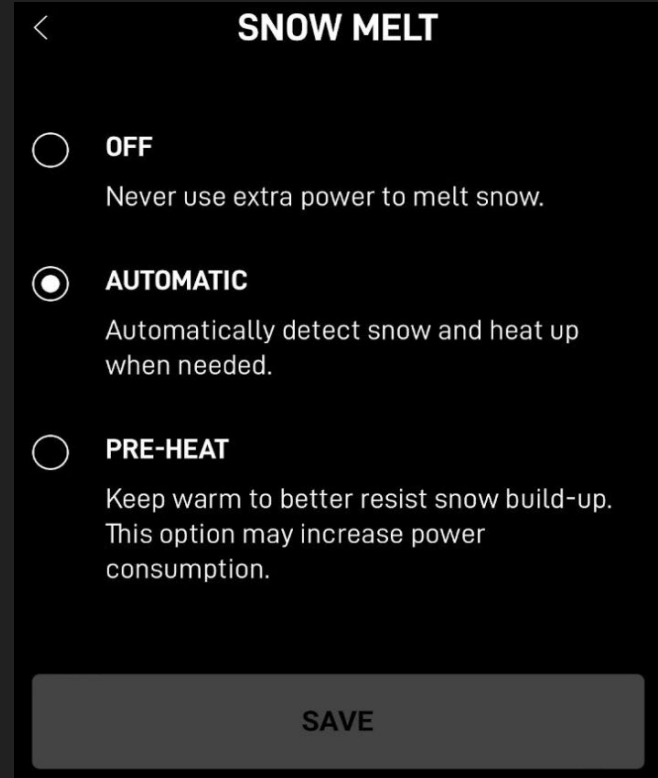 SNOW MELT
OFF
Never use extra power to melt snow.
AUTOMATIC
Automatically detect snow and heat up
when needed.
PRE-HEAT
Keep warm to better resist snow build-up.
This option may increase power
consumption.
SAVE